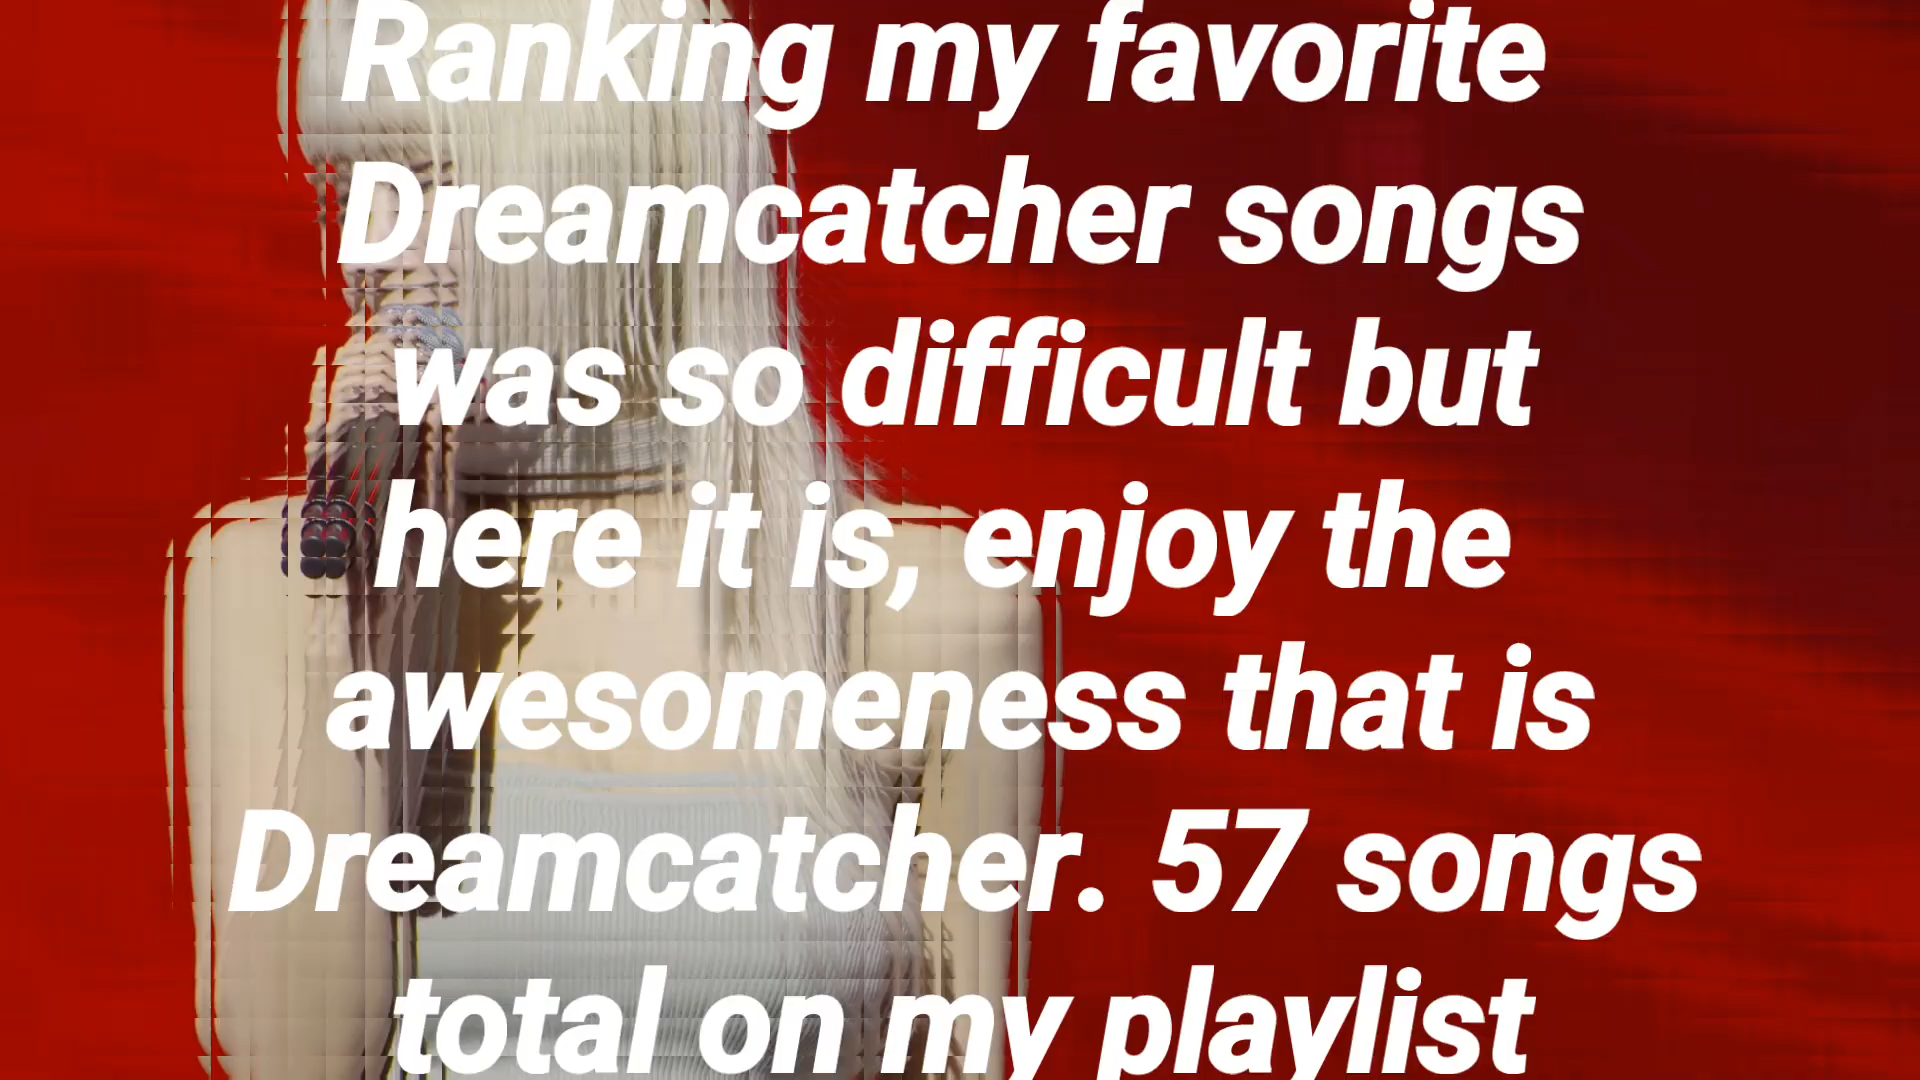 Ranking my favorite
Dreamcatcher songs
was so difficult but
here it is, enjoy the
awesomeness that is
Dreamcatcher. 57 songs
total on my playlist